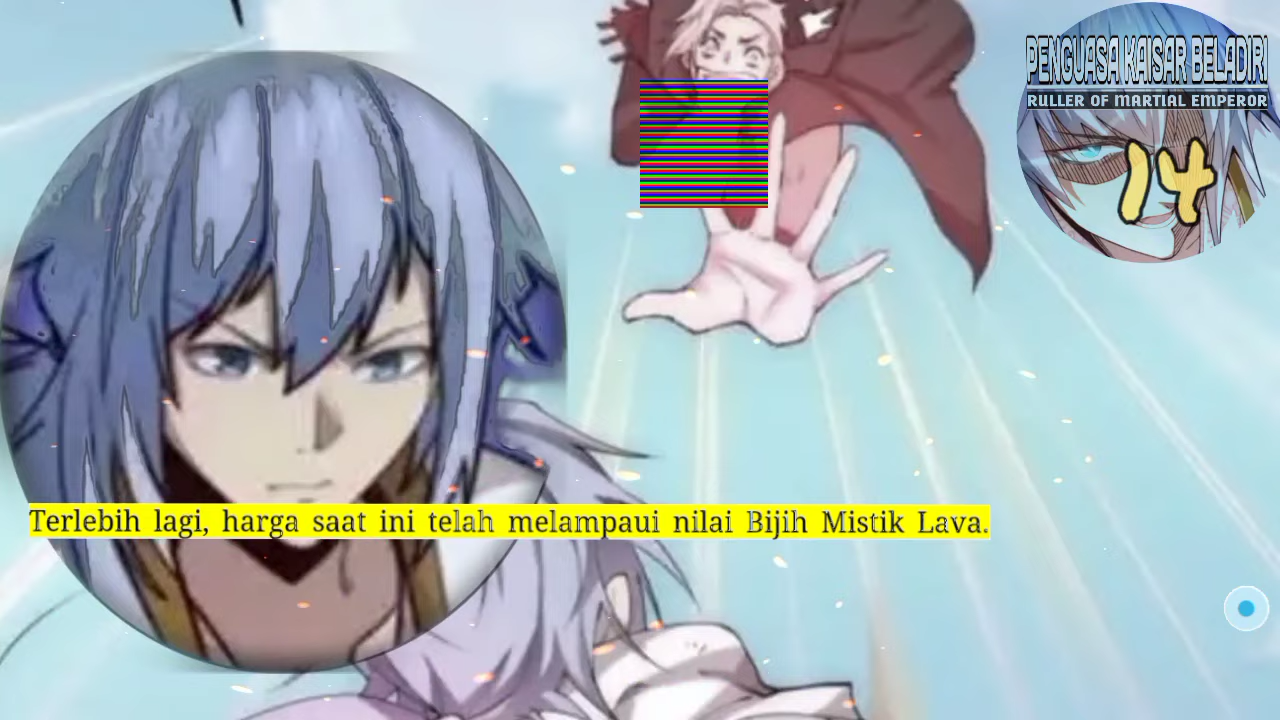 PENGUASA KAISAR BELADIRI
RULLER OF MARTIAL EMPEROR
14
Terlebih lagi, harga saat ini telah melampaui nilai Bijih Mistik Lava.